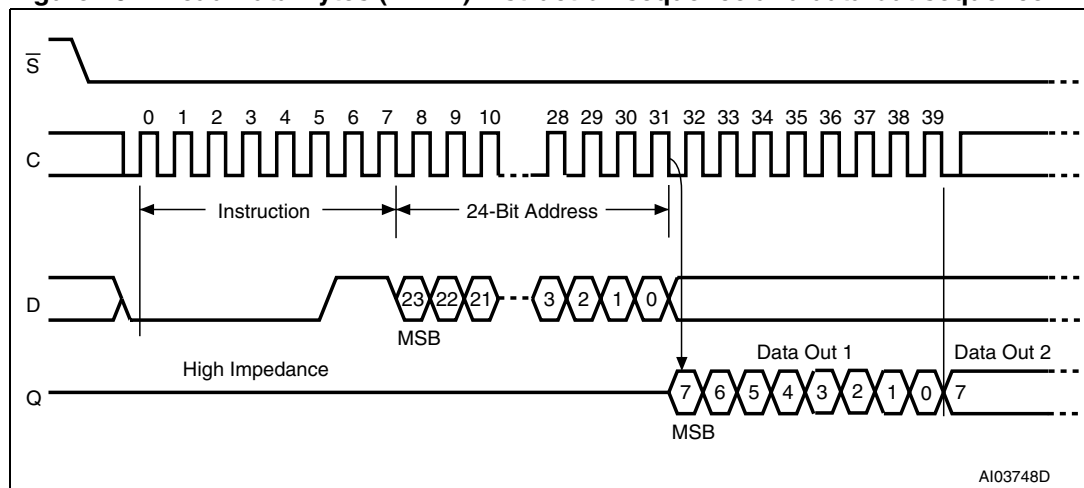 S
0 1 2 3 4 5 6 7 8 9 10 28 29 30 31 32 33 34 35 36 37 38 39
C
Instruction 24-Bit Address
D 23 22 21 3 2 1 0
MSB
High Impedance Data Out 1 Data Out 2
Q 7 6 5 4 3 2 1 0 7
MSB
AI03748D